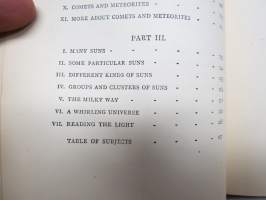 X. COMETS AND METEORITES
XI. MORE ABOUT COMETS AND METEORITES
PART III.
I. MANY SUNS
II. SOME PARTICULAR SUNS
III. DIFFERENT KINDS OF SUNS
IV. GROUPS AND CLUSTERS OF SUNS
V. THE MILKY WAY
VI. A WHIRLING UNIVERSE
VII. READING THE LIGHT
TABLE OF SUBJECTS